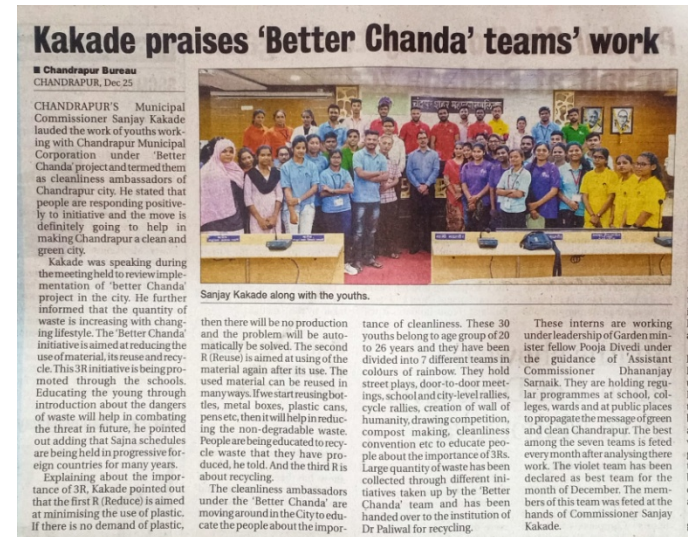 Kakade praises 'Better Chanda' teams' work
■ Chandrapur Bureau
CHANDRAPUR, Dec 25
CHANDRAPUR'S Municipal
Commissioner Sanjay Kakade
lauded the work of youths work-
ing with Chandrapur Municipal
Corporation under 'Better
Chanda' project and termed them
as cleanliness ambassadors of
Chandrapur city. He stated that
people are responding positive-
ly to initiative and the move is
definitely going to help in
making Chandrapur a clean and
green city.
Kakade was speaking during
the meeting held to review imple-
mentation of 'better Chanda'
project in the city. He further
informed that the quantity of
waste is increasing with chang-
ing lifestyle. The 'Better Chanda'
initiative is aimed at reducing the
use of material, its reuse and recy-
cle. This 3R initiative is being pro-
moted through the schools.
Educating the young through
introduction about the dangers
of waste will help in combating
the threat in future, he pointed
out adding that Sajna schedules
are being held in progressive for-
eign countries for many years.
Explaining about the impor-
tance of 3R, Kakade pointed out
that the first R (Reduce) is aimed
at minimising the use of plastic.
If there is no demand of plastic,
चंद्रपूर शहर महानगरपालिका
Sanjay Kakade along with the youths.
then there will be no production
and the problem will be auto-
matically be solved. The second
R (Reuse) is aimed at using of the
material again after its use. The
used material can be reused in
many ways. If we start reusing bot-
tles, metal boxes, plastic cans,
pens etc, then it will help in reduc-
ing the non-degradable waste.
People are being educated to recy-
cle waste that they have pro-
duced, he told. And the third R is
about recycling.
The cleanliness ambassadors
under the 'Better Chanda' are
moving around in the City to edu-
cate the people about the impor-
tance of cleanliness. These 30
youths belong to age group of 20
to 26 years and they have been
divided into 7 different teams in
colours of rainbow. They hold
street plays, door-to-door meet-
ings, school and city-level rallies,
cycle rallies, creation of wall of
humanity, drawing competition,
compost making, cleanliness
convention etc to educate peo-
ple about the importance of 3Rs.
Large quantity of waste has been
collected through different ini-
tiatives taken up by the 'Better
Chanda' team and has been
handed over to the institution of
Dr Paliwal for recycling.
These interns are working
under leadership of Garden min-
ister fellow Pooja Divedi under
the guidance of 'Assistant
Commissioner Dhananjay
Sarnaik. They are holding regu-
lar programmes at school, col-
leges, wards and at public places
to propagate the message of green
and clean Chandrapur. The best
among the seven teams is feted
every month after analysing there
work. The violet team has been
declared as best team for the
month of December. The mem-
bers of this team was feted at the
hands of Commissioner Sanjay
Kakade.